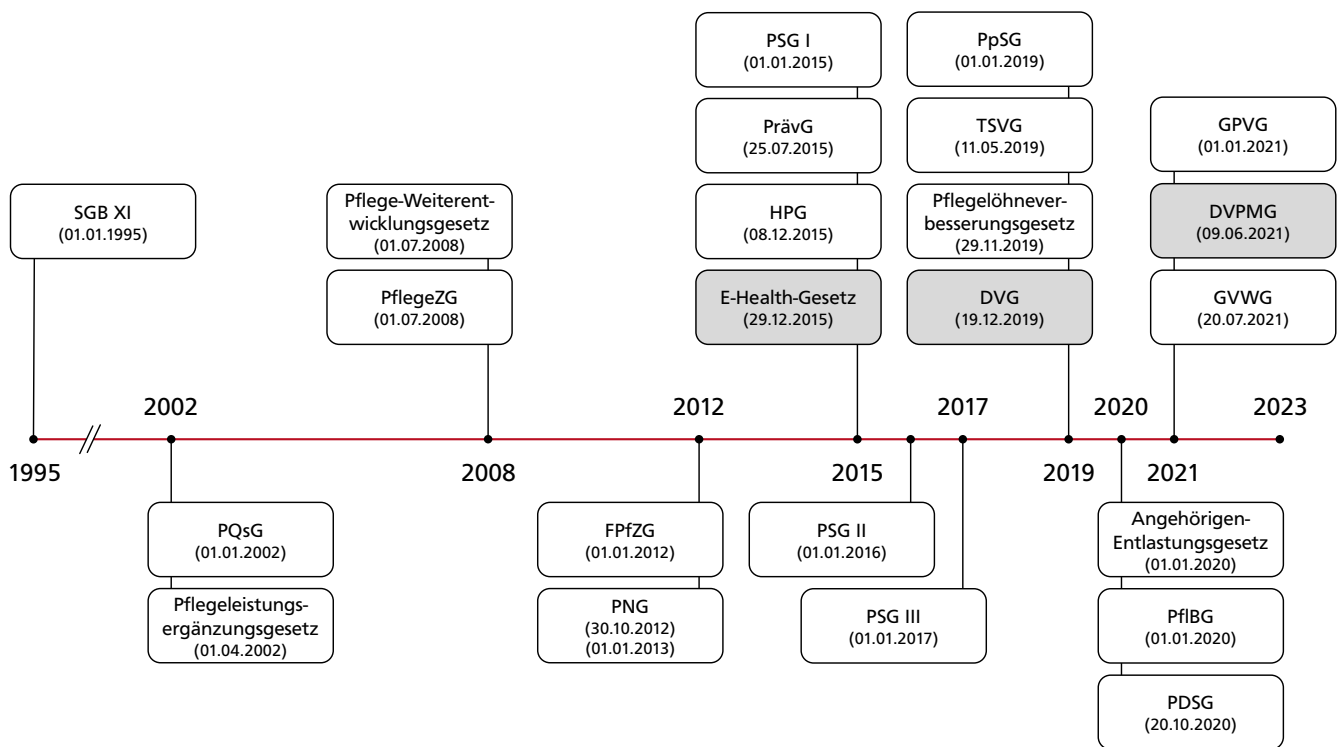 PSG I
(01.01.2015)
PrävG
(25.07.2015)
HPG
(08.12.2015)
E-Health-Gesetz
(29.12.2015)
PpSG
(01.01.2019)
TSVG
(11.05.2019)
Pflegelöhnever-
besserungsgesetz
(29.11.2019)
DVG
(19.12.2019)
GPVG
(01.01.2021)
DVPMG
(09.06.2021)
GVWG
(20.07.2021)
SGB XI
(01.01.1995)
Pflege-Weiterent-
wicklungsgesetz
(01.07.2008)
PflegeZG
(01.07.2008)
2002
2012
2017
2020
2023
1995
2008
2015
2019
2021
PQsG
(01.01.2002)
Pflegeleistungs-
ergänzungsgesetz
(01.04.2002)
FPfZG
(01.01.2012)
PNG
(30.10.2012)
(01.01.2013)
PSG II
(01.01.2016)
PSG III
(01.01.2017)
Angehörigen-
Entlastungsgesetz
(01.01.2020)
PflBG
(01.01.2020)
PDSG
(20.10.2020)